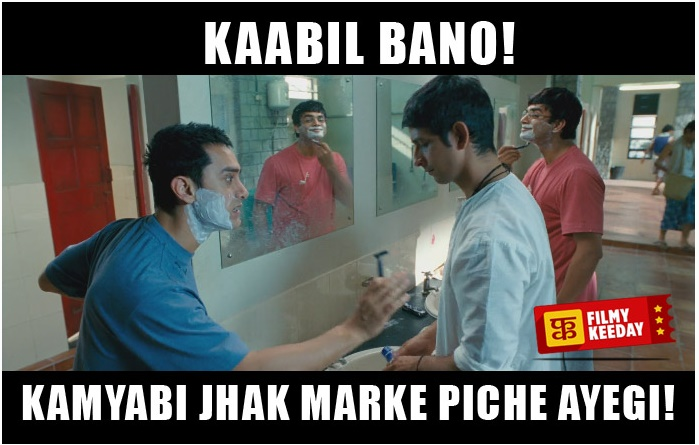 KAABIL BANO!
फ
क
FILMY
KEEDAY
KAMYABI JHAK MARKE PICHE AYEGI!